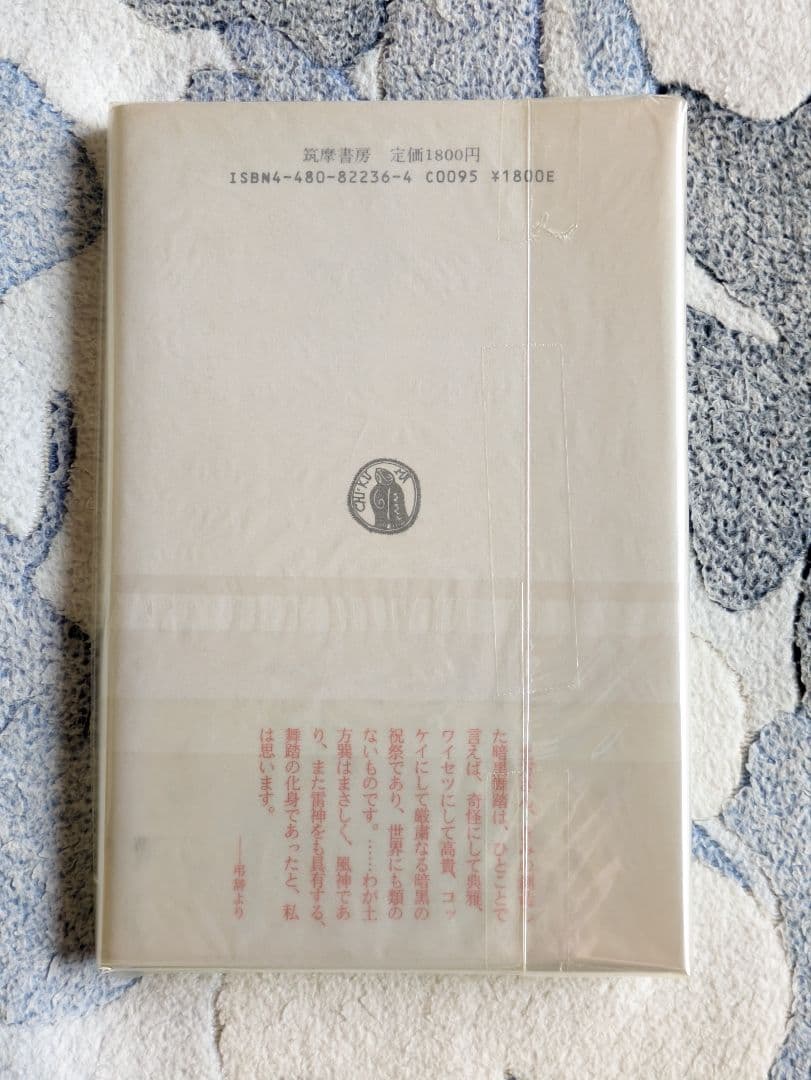 筑摩書房　定価1800円
ISBN4-480-82236-4 C0095 ¥1800E
CHI・KU MA
た暗黒舞踏は、ひとことで
言えば、奇怪にして典雅、
ワイセツにして高貴、コッ
ケイにして厳粛なる暗黒の
祝祭であり、世界にも類の
ないものです。……わが土
方巽はまさしく、風神であ
り、また雷神をも具有する、
舞踏の化身であったと、私
は思います。
――弔辞より